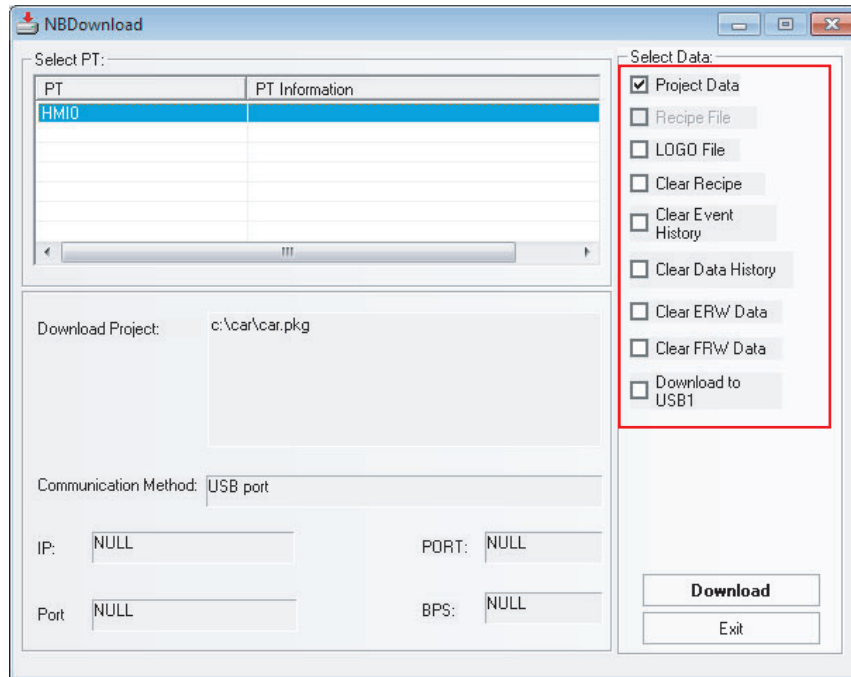 NBDownload
Select PT:
PT PT Information
HMI0
Download Project: c:\car\car.pkg
Communication Method: USB port
IP: NULL PORT: NULL
Port NULL BPS: NULL
Select Data:
Project Data
Recipe File
LOGO File
Clear Recipe
Clear Event
History
Clear Data History
Clear ERW Data
Clear FRW Data
Download to
USB1
Download
Exit